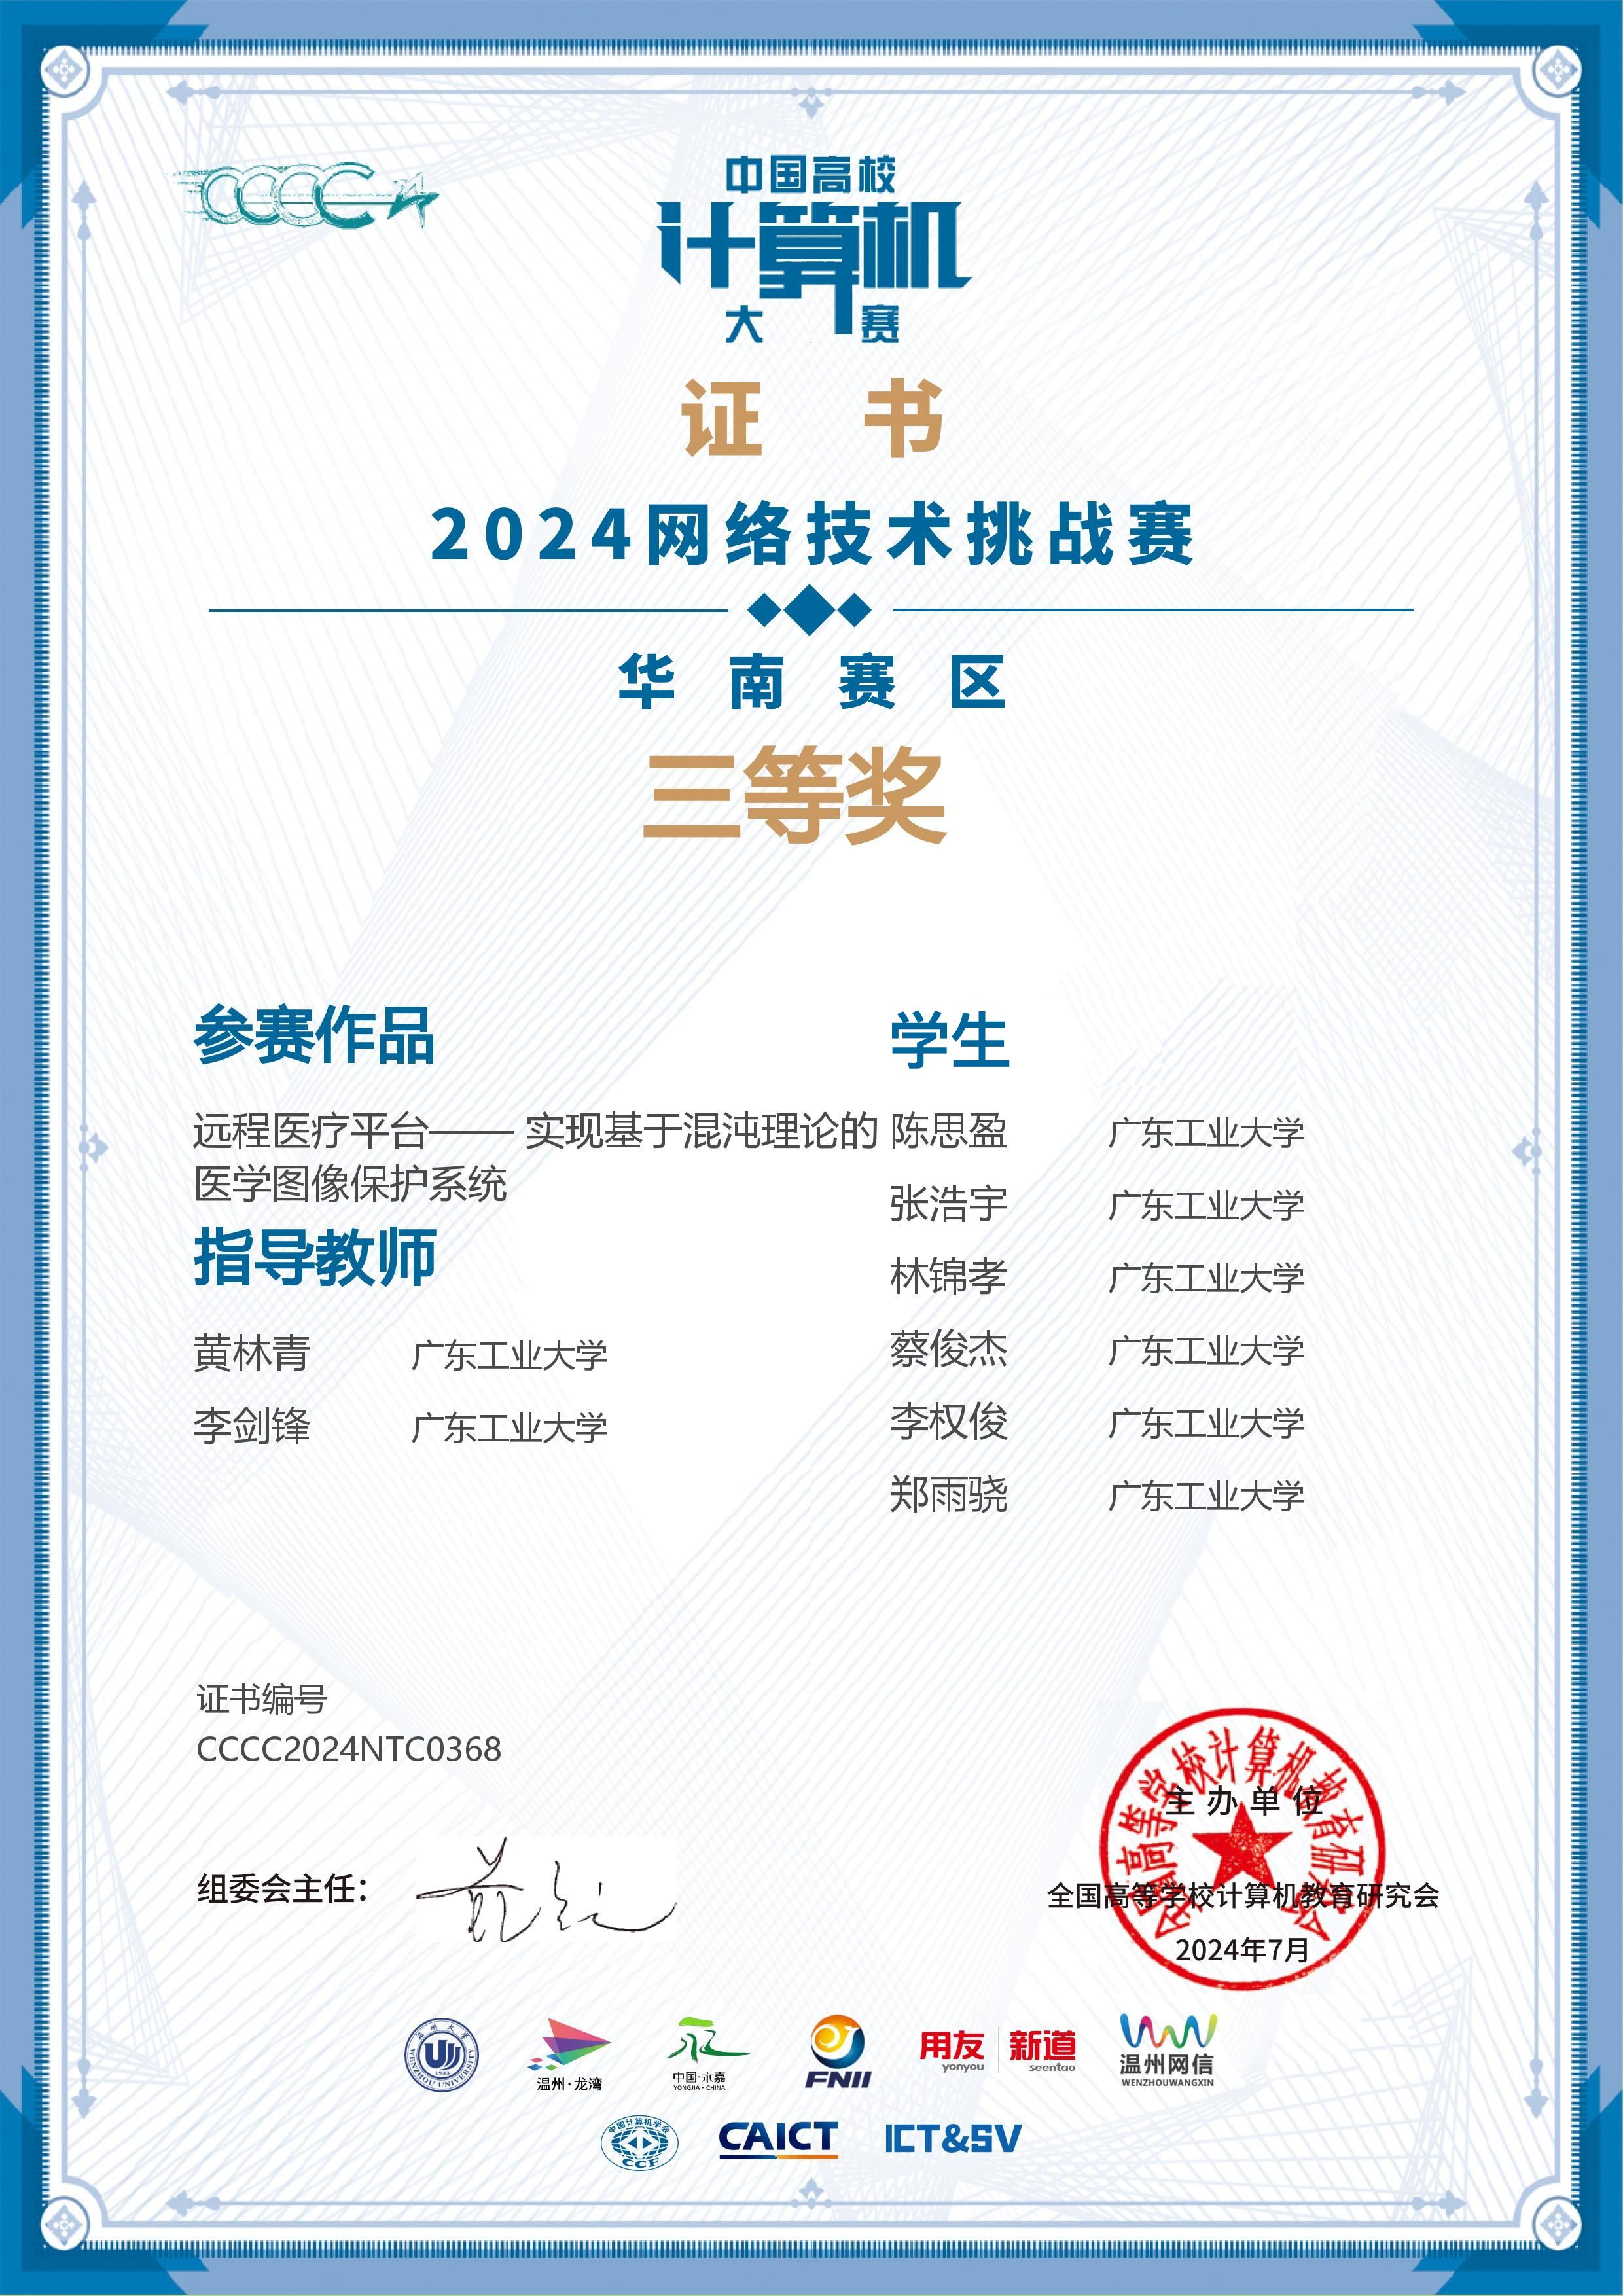 CCCC4
中国高校
计算机
大赛
证书
2024网络技术挑战赛
华南赛区
三等奖
参赛作品
远程医疗平台—— 实现基于混沌理论的
医学图像保护系统
指导教师
黄林青 广东工业大学
李剑锋 广东工业大学
学生
陈思盈 广东工业大学
张浩宇 广东工业大学
林锦孝 广东工业大学
蔡俊杰 广东工业大学
李权俊 广东工业大学
郑雨骁 广东工业大学
证书编号
CCCC2024NTC0368
组委会主任：
主办单位
全国高等学校计算机教育研究会
2024年7月
全国高等学校计算机教育研究会
温州大学
WENZHOU UNIVERSITY
1933
温州·龙湾
中国·永嘉
YONGJIA·CHINA
FNII
用友 新道
yonyou seentao
温州网信
WENZHOUWANGXIN
中国计算机学会
CCF
CAICT
ICT&SV